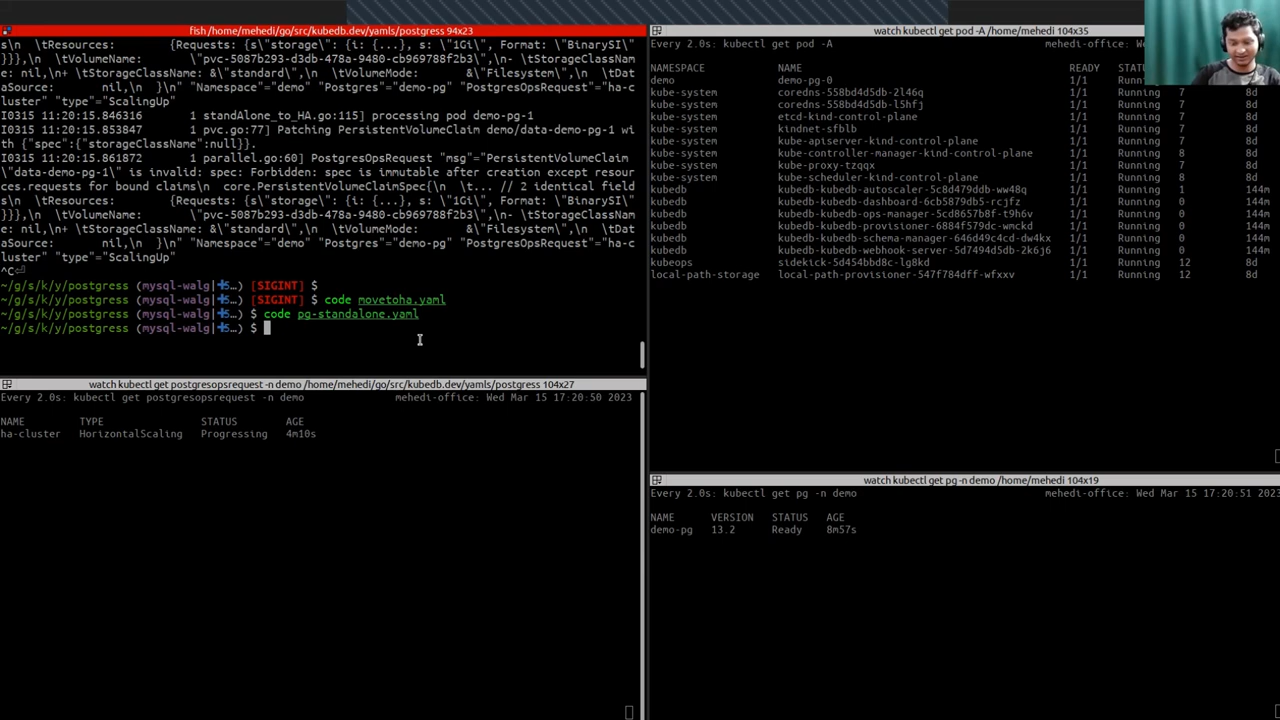 fish /home/mehedi/go/src/kubedb.dev/yamls/postgress 94x23
s\n  \tResources:        {Requests: {s\"storage\": {i: {...}, s: \"1Gi\", Format: \"BinarySI\"
}}},\n  \tVolumeName:       \"pvc-5087b293-d3db-478a-9480-cb969788f2b3\",\n- \tStorageClassNam
e: nil,\n+ \tStorageClassName: &\"standard\",\n  \tVolumeMode:       &\"Filesystem\",\n  \tDat
aSource:       nil,\n  }\n" "Namespace"="demo" "Postgres"="demo-pg" "PostgresOpsRequest"="ha-c
luster" "type"="ScalingUp"
I0315 11:20:15.846316       1 standAlone_to_HA.go:115] processing pod demo-pg-1
I0315 11:20:15.853847       1 pvc.go:77] Patching PersistentVolumeClaim demo/data-demo-pg-1 wi
th {"spec":{"storageClassName":null}}.
I0315 11:20:15.861872       1 parallel.go:60] PostgresOpsRequest "msg"="PersistentVolumeClaim
\"data-demo-pg-1\" is invalid: spec: Forbidden: spec is immutable after creation except resour
ces.requests for bound claims\n  core.PersistentVolumeClaimSpec{\n  \t... // 2 identical field
s\n  \tResources:        {Requests: {s\"storage\": {i: {...}, s: \"1Gi\", Format: \"BinarySI\"
}}},\n  \tVolumeName:       \"pvc-5087b293-d3db-478a-9480-cb969788f2b3\",\n- \tStorageClassNam
e: nil,\n+ \tStorageClassName: &\"standard\",\n  \tVolumeMode:       &\"Filesystem\",\n  \tDat
aSource:       nil,\n  }\n" "Namespace"="demo" "Postgres"="demo-pg" "PostgresOpsRequest"="ha-c
luster" "type"="ScalingUp"
^C⏎
~/g/s/k/y/postgress (mysql-walg|✚5…) [SIGINT] $
~/g/s/k/y/postgress (mysql-walg|✚5…) [SIGINT] $ code movetoha.yaml
~/g/s/k/y/postgress (mysql-walg|✚5…) $ code pg-standalone.yaml
~/g/s/k/y/postgress (mysql-walg|✚5…) $
watch kubectl get postgresopsrequest -n demo /home/mehedi/go/src/kubedb.dev/yamls/postgress 104x27
Every 2.0s: kubectl get postgresopsrequest -n demo mehedi-office: Wed Mar 15 17:20:50 2023
NAME TYPE STATUS AGE
ha-cluster HorizontalScaling Progressing 4m10s
watch kubectl get pod -A /home/mehedi 104x35
Every 2.0s: kubectl get pod -A mehedi-office: We
NAMESPACE NAME READY STATUS
demo demo-pg-0 1/1 Runn
kube-system coredns-558bd4d5db-2l46q 1/1 Running 7 8d
kube-system coredns-558bd4d5db-l5hfj 1/1 Running 7 8d
kube-system etcd-kind-control-plane 1/1 Running 7 8d
kube-system kindnet-sfblb 1/1 Running 7 8d
kube-system kube-apiserver-kind-control-plane 1/1 Running 7 8d
kube-system kube-controller-manager-kind-control-plane 1/1 Running 8 8d
kube-system kube-proxy-tzqqx 1/1 Running 7 8d
kube-system kube-scheduler-kind-control-plane 1/1 Running 8 8d
kubedb kubedb-kubedb-autoscaler-5c8d479ddb-ww48q 1/1 Running 1 144m
kubedb kubedb-kubedb-dashboard-6cb5879db5-rcjfz 1/1 Running 0 144m
kubedb kubedb-kubedb-ops-manager-5cd8657b8f-t9h6v 1/1 Running 0 144m
kubedb kubedb-kubedb-provisioner-6884f579dc-wmckd 1/1 Running 0 144m
kubedb kubedb-kubedb-schema-manager-646d49c4cd-dw4kx 1/1 Running 0 144m
kubedb kubedb-kubedb-webhook-server-5d7494d5db-2k6j6 1/1 Running 0 144m
kubeops sidekick-5d454bbd8c-lg8kd 1/1 Running 12 8d
local-path-storage local-path-provisioner-547f784dff-wfxxv 1/1 Running 12 8d
watch kubectl get pg -n demo /home/mehedi 104x19
Every 2.0s: kubectl get pg -n demo mehedi-office: Wed Mar 15 17:20:51 2023
NAME VERSION STATUS AGE
demo-pg 13.2 Ready 8m57s